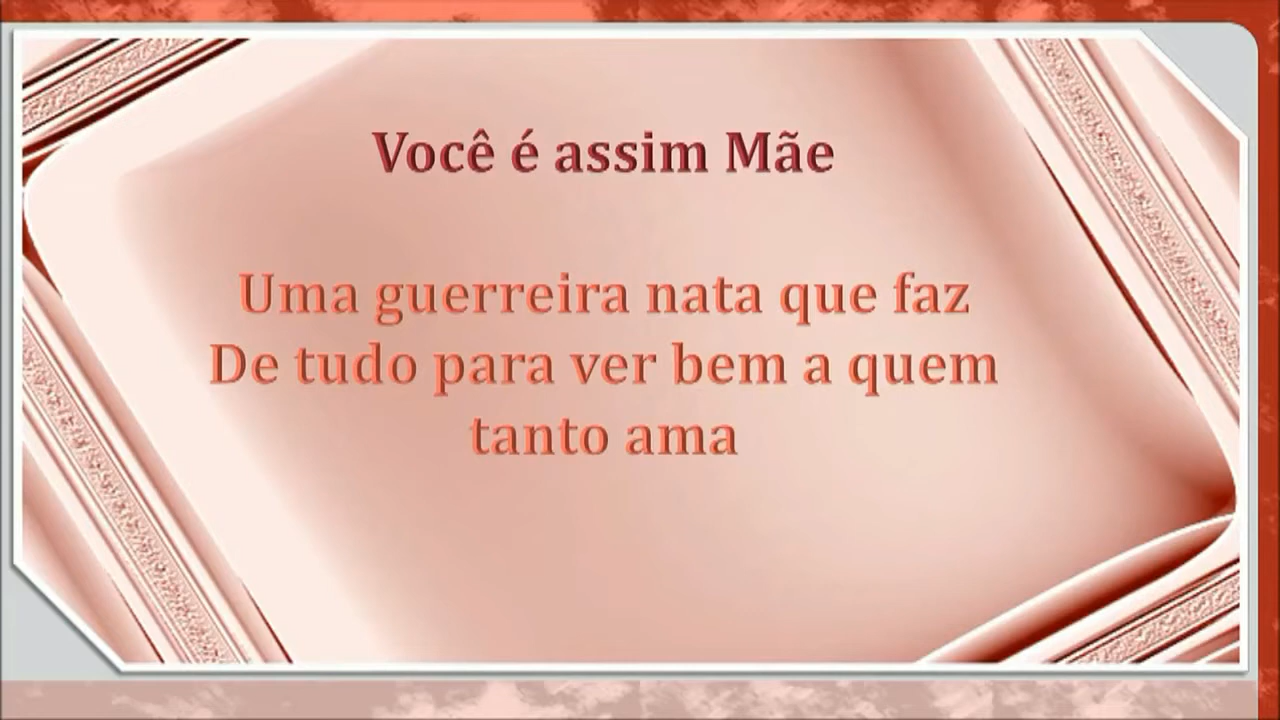 Você é assim Mãe
Uma guerreira nata que faz
De tudo para ver bem a quem
tanto ama